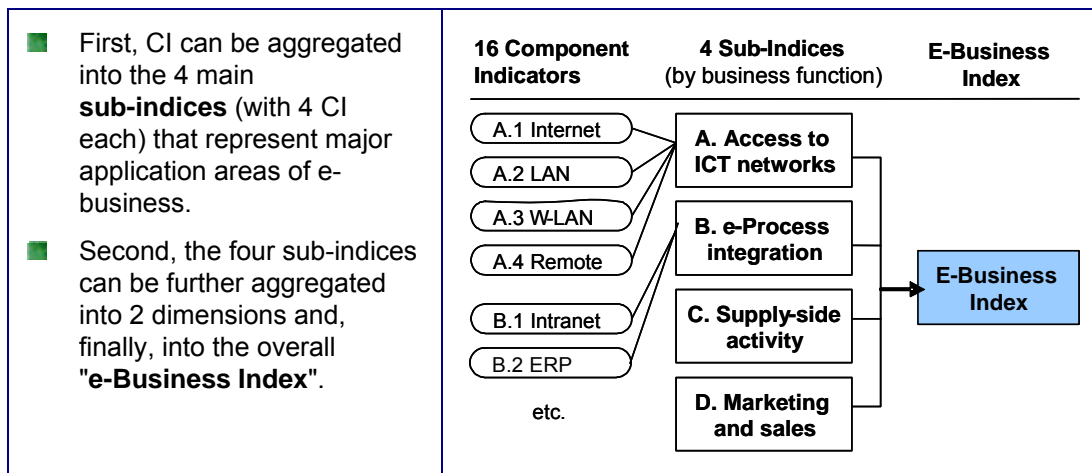 First, CI can be aggregated
into the 4 main
sub-indices (with 4 CI
each) that represent major
application areas of e-
business.
Second, the four sub-indices
can be further aggregated
into 2 dimensions and,
finally, into the overall
"e-Business Index".
16 Component
Indicators
4 Sub-Indices
(by business function)
E-Business
Index
A.1 Internet
A.2 LAN
A.3 W-LAN
A.4 Remote
B.1 Intranet
B.2 ERP
etc.
A. Access to
ICT networks
B. e-Process
integration
C. Supply-side
activity
D. Marketing
and sales
E-Business
Index